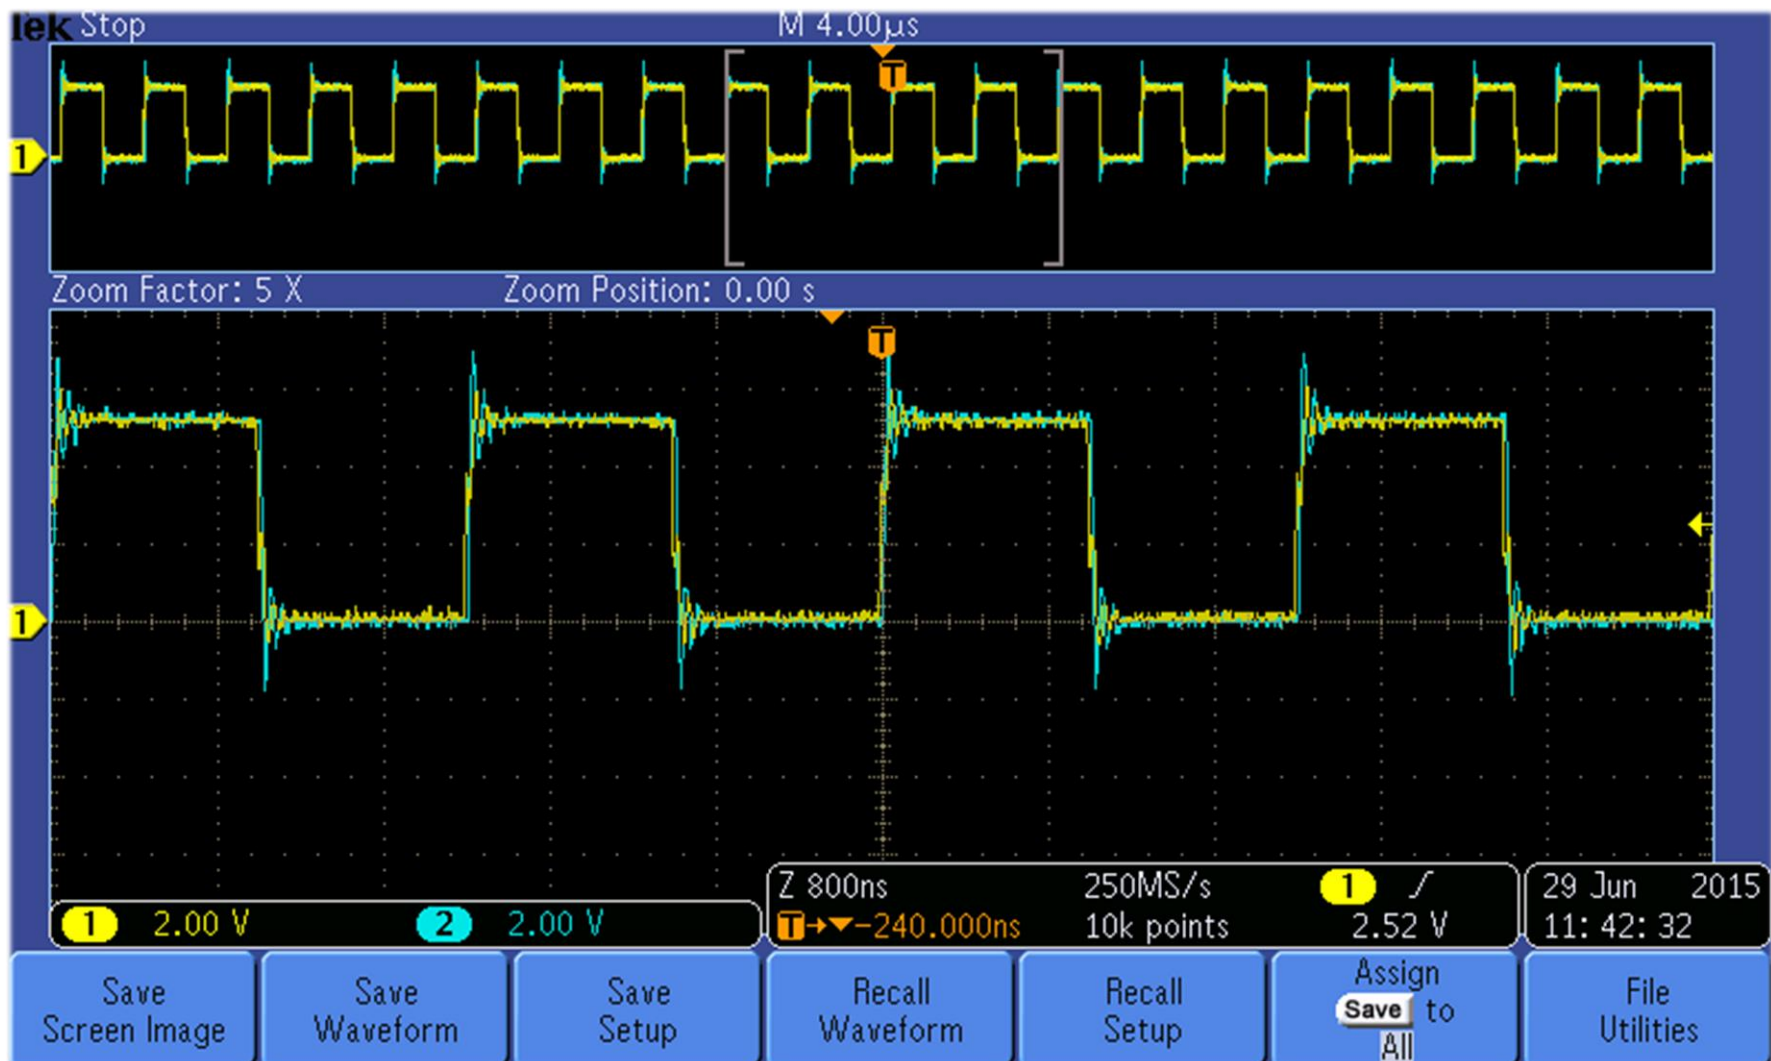 Tek Stop M 4.00µs
T
1
Zoom Factor: 5 X Zoom Position: 0.00 s
T
1
Z 800ns 250MS/s 1 29 Jun 2015
1 2.00 V 2 2.00 V T→▼-240.000ns 10k points 2.52 V 11:42:32
Save Screen Image
Save Waveform
Save Setup
Recall Waveform
Recall Setup
Assign Save to All
File Utilities